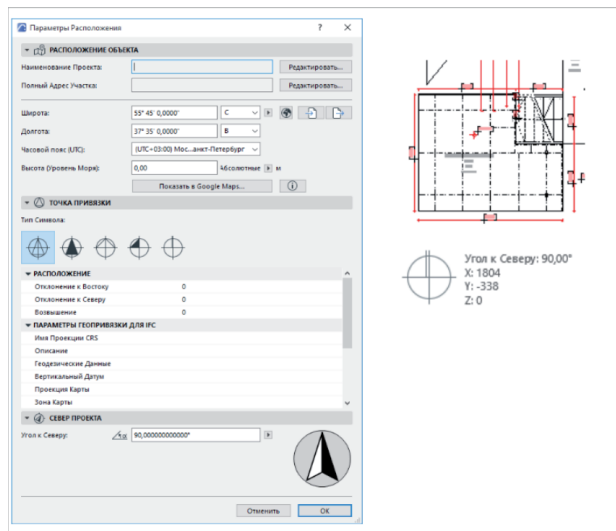 Параметры Расположения
РАСПОЛОЖЕНИЕ ОБЪЕКТА
Наименование Проекта: Редактировать...
Полный Адрес Участка: Редактировать...
Широта: 55° 45' 0,0000" С
Долгота: 37° 35' 0,0000" В
Часовой пояс (UTC): (UTC+03:00) Мос...анкт-Петербург
Высота (Уровень Моря): 0,00 Абсолютные м
Показать в Google Maps...
ТОЧКА ПРИВЯЗКИ
Тип Символа:
РАСПОЛОЖЕНИЕ
Отклонение к Востоку 0
Отклонение к Северу 0
Возвышение 0
ПАРАМЕТРЫ ГЕОПРИВЯЗКИ ДЛЯ IFC
Имя Проекции CRS
Описание
Геодезические Данные
Вертикальный Датум
Проекция Карты
Зона Карты
СЕВЕР ПРОЕКТА
Угол к Северу: 90,000000000000°
Отменить OK
Угол к Северу: 90,00°
X: 1804
Y: -338
Z: 0